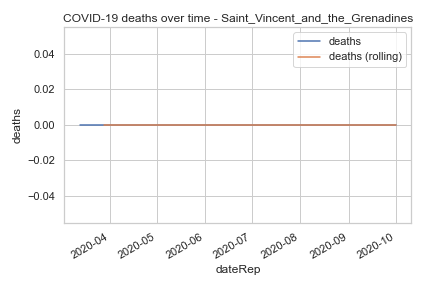 COVID-19 deaths over time - Saint_Vincent_and_the_Grenadines
deaths
deaths (rolling)
0.04
0.02
0.00
−0.02
−0.04
deaths
2020-04
2020-05
2020-06
2020-07
2020-08
2020-09
2020-10
dateRep